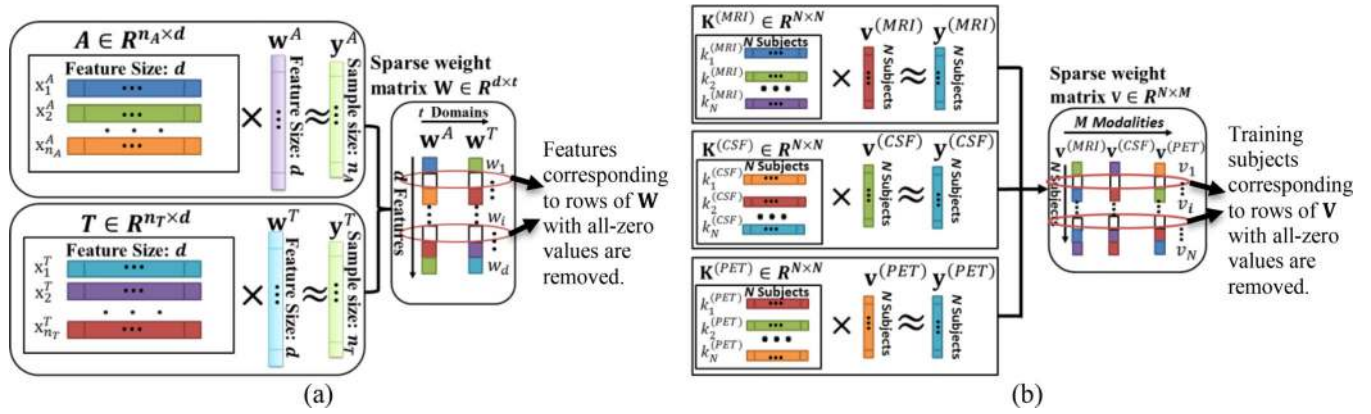 A ∈ R^{n_A×d}
w^A
y^A
Feature Size: d
x_1^A
•••
x_2^A
•••
• • •
x_{n_A}^A
•••
×
•••
Feature Size: d
≈
•••
Sample size: n_A
T ∈ R^{n_T×d}
w^T
y^T
Feature Size: d
x_1^T
•••
x_2^T
•••
• • •
x_{n_T}^T
•••
×
•••
Feature Size: d
≈
•••
Sample size: n_T
Sparse weight
matrix W ∈ R^{d×t}
t Domains
w^A w^T
d Features
w_1
w_i
w_d
Features
corresponding
to rows of W
with all-zero
values are
removed.
(a)
K^{(MRI)} ∈ R^{N×N}
N Subjects
v^{(MRI)} y^{(MRI)}
k_1^{(MRI)}
•••
k_2^{(MRI)}
•••
•••
k_N^{(MRI)}
•••
×
•••
N Subjects
≈
•••
N Subjects
K^{(CSF)} ∈ R^{N×N}
N Subjects
v^{(CSF)} y^{(CSF)}
k_1^{(CSF)}
•••
k_2^{(CSF)}
•••
•••
k_N^{(CSF)}
•••
×
•••
N Subjects
≈
•••
N Subjects
K^{(PET)} ∈ R^{N×N}
N Subjects
v^{(PET)} y^{(PET)}
k_1^{(PET)}
•••
k_2^{(PET)}
•••
•••
k_N^{(PET)}
•••
×
•••
N Subjects
≈
•••
N Subjects
Sparse weight
matrix V ∈ R^{N×M}
M Modalities
v^{(MRI)} v^{(CSF)} v^{(PET)}
N Subjects
v_1
v_i
v_N
Training
subjects
corresponding
to rows of V
with all-zero
values are
removed.
(b)